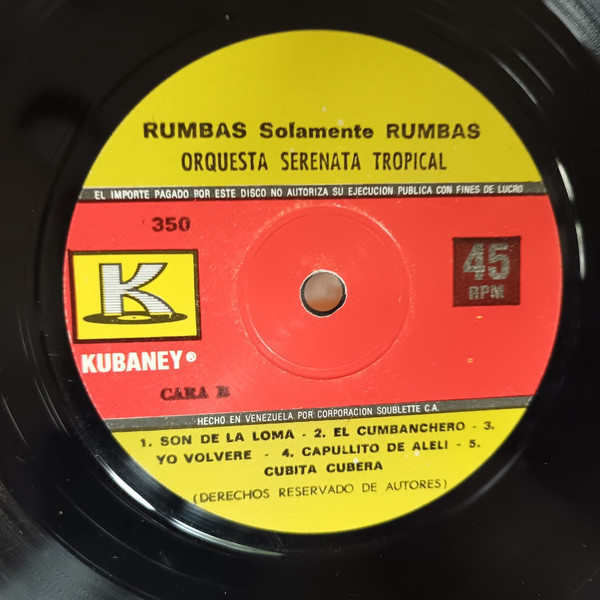 RUMBAS Solamente RUMBAS
ORQUESTA SERENATA TROPICAL
EL IMPORTE PAGADO POR ESTE DISCO NO AUTORIZA SU EJECUCION PUBLICA CON FINES DE LUCRO
350
K
45
RPM
KUBANEY®
CARA B
HECHO EN VENEZUELA POR CORPORACION SOUBLETTE C.A.
1. SON DE LA LOMA - 2. EL CUMBANCHERO - 3.
YO VOLVERE - 4. CAPULLITO DE ALELI - 5.
CUBITA CUBERA
(DERECHOS RESERVADO DE AUTORES)